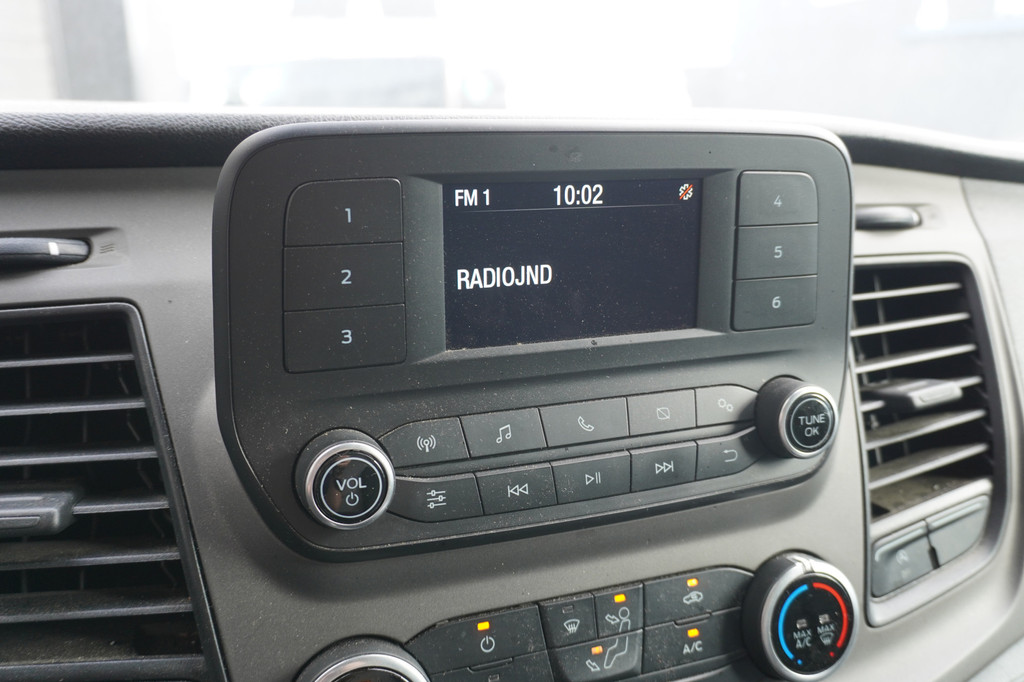 FM 1 10:02
RADIOJND
1
2
3
4
5
6
VOL
TUNE
OK
A/C
MAX
A/C
MAX